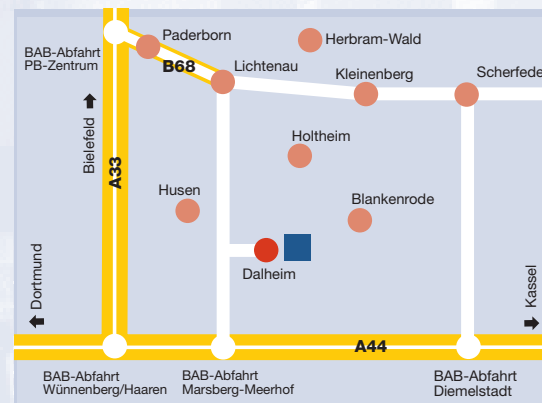 Paderborn
Herbram-Wald
BAB-Abfahrt
PB-Zentrum
B68
Lichtenau
Kleinenberg
Scherfede
Bielefeld
A33
Holtheim
Husen
Blankenrode
Dalheim
Dortmund
Kassel
A44
BAB-Abfahrt
Wünnenberg/Haaren
BAB-Abfahrt
Marsberg-Meerhof
BAB-Abfahrt
Diemelstadt